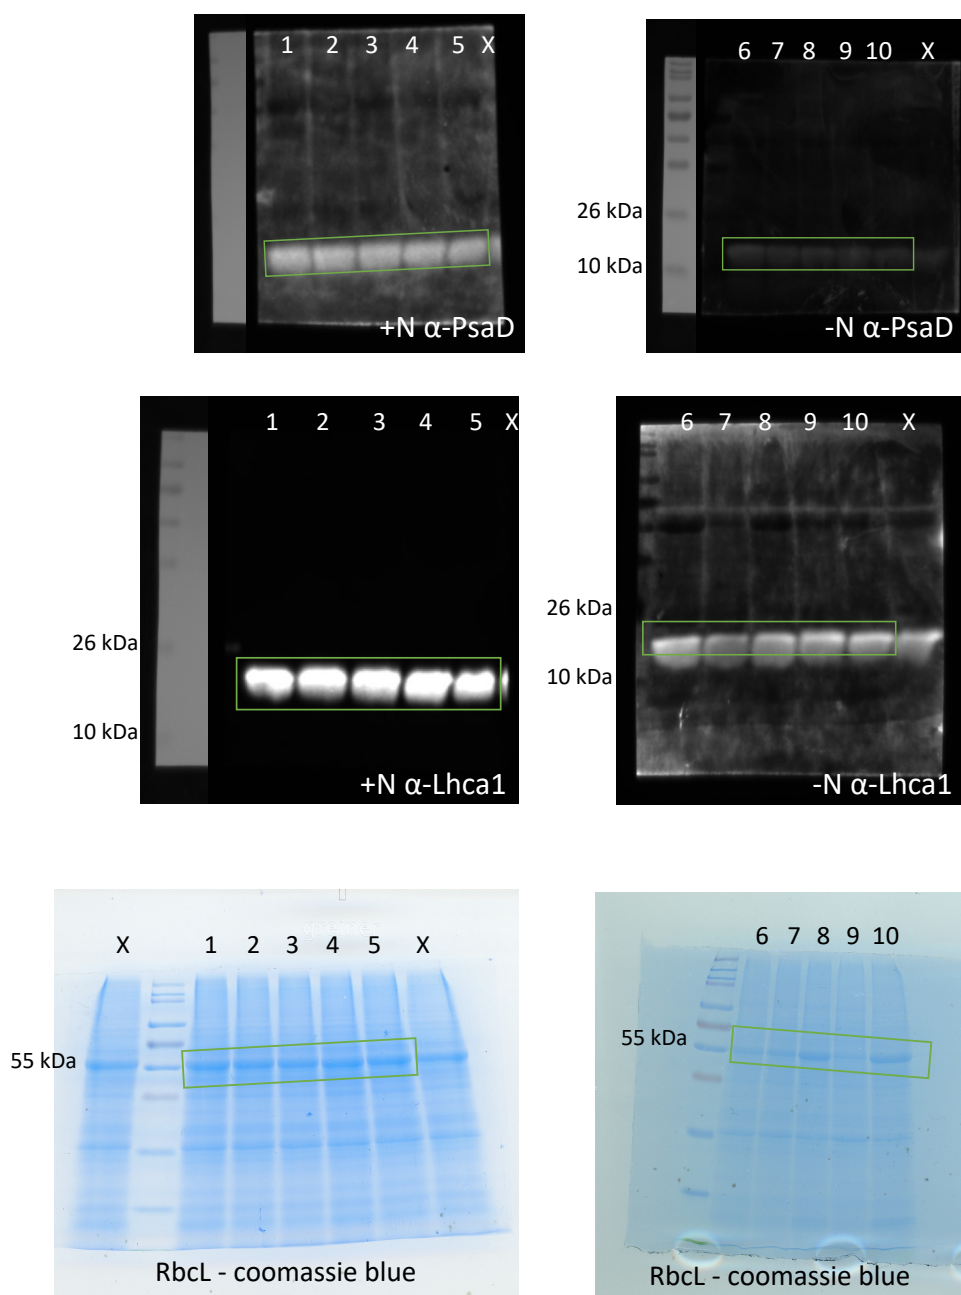 1 2 3 4 5 X
+N α-PsaD
6 7 8 9 10 X
26 kDa
10 kDa
-N α-PsaD
1 2 3 4 5 X
26 kDa
10 kDa
+N α-Lhca1
6 7 8 9 10 X
26 kDa
10 kDa
-N α-Lhca1
X 1 2 3 4 5 X
55 kDa
RbcL - coomassie blue
6 7 8 9 10
55 kDa
RbcL - coomassie blue